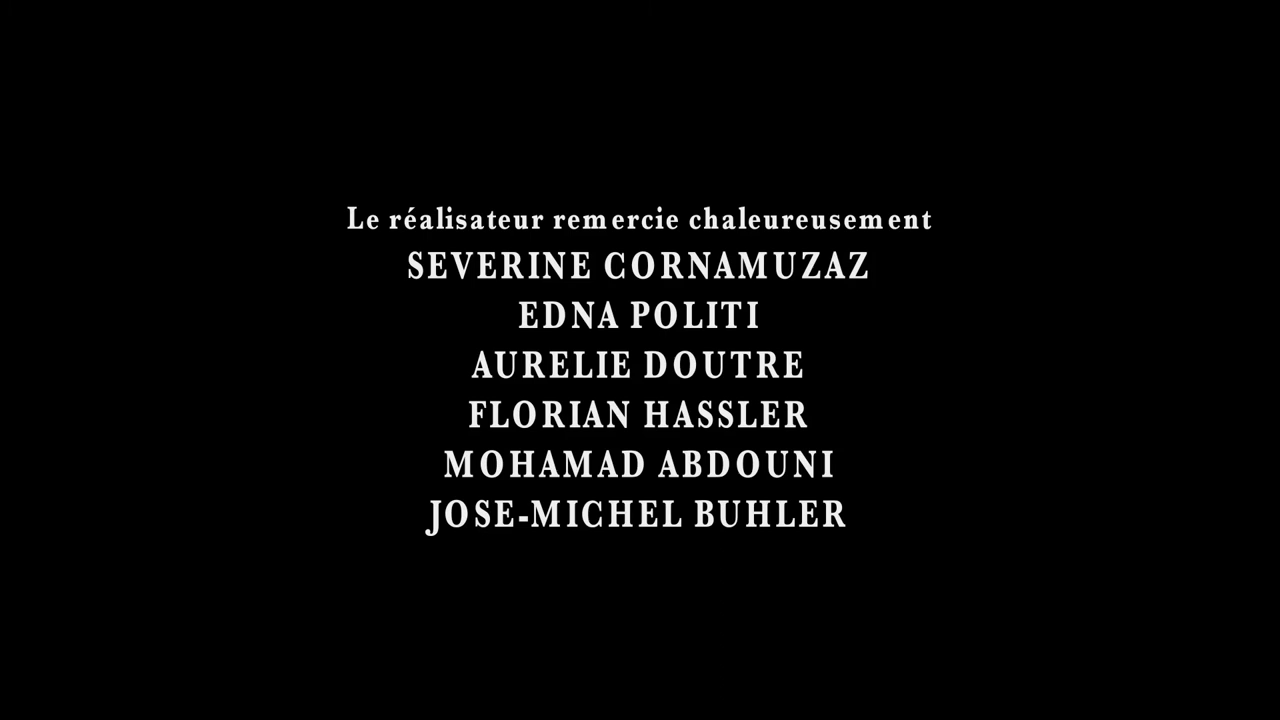 Le réalisateur remercie chaleureusement
SEVERINE CORNAMUZAZ
EDNA POLITI
AURELIE DOUTRE
FLORIAN HASSLER
MOHAMAD ABDOUNI
JOSE-MICHEL BUHLER